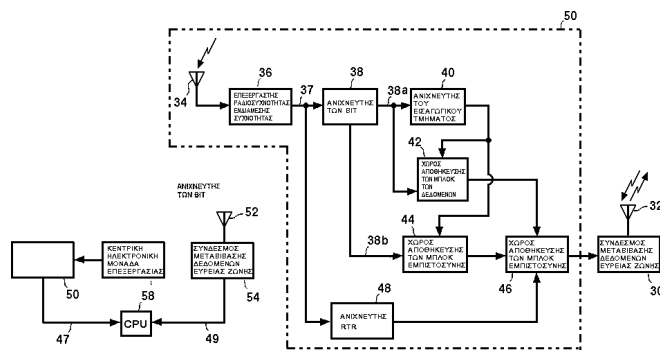 50
36
38
38a
40
34
ΕΠΕΞΕΡΓΑΣΤΗΣ
ΡΑΔΙΟΣΥΧΝΟΤΗΤΑΣ
ΕΝΔΙΑΜΕΣΗΣ
ΣΥΧΝΟΤΗΤΑΣ
37
ΑΝΙΧΝΕΥΤΗΣ
ΤΩΝ BIT
ΑΝΙΧΝΕΥΤΗΣ
ΤΟΥ
ΕΙΣΑΓΩΓΙΚΟΥ
ΤΜΗΜΑΤΟΣ
42
ΧΩΡΟΣ
ΑΠΟΘΗΚΕΥΣΗΣ
ΤΩΝ ΜΠΛΟΚ
ΤΩΝ
ΔΕΔΟΜΕΝΩΝ
ΑΝΙΧΝΕΥΤΗΣ
ΤΩΝ BIT
52
32
44
38b
ΧΩΡΟΣ
ΑΠΟΘΗΚΕΥΣΗΣ
ΤΩΝ ΜΠΛΟΚ
ΕΜΠΙΣΤΟΣΥΝΗΣ
ΧΩΡΟΣ
ΑΠΟΘΗΚΕΥΣΗΣ
ΤΩΝ ΜΠΛΟΚ
ΕΜΠΙΣΤΟΣΥΝΗΣ
46
ΣΥΝΔΕΣΜΟΣ
ΜΕΤΑΒΙΒΑΣΗΣ
ΔΕΔΟΜΕΝΩΝ
ΕΥΡΕΙΑΣ ΖΩΝΗΣ
30
50
ΚΕΝΤΡΙΚΗ
ΗΛΕΚΤΡΟΝΙΚΗ
ΜΟΝΑΔΑ
ΕΠΕΞΕΡΓΑΣΙΑΣ
ΣΥΝΔΕΣΜΟΣ
ΜΕΤΑΒΙΒΑΣΗΣ
ΔΕΔΟΜΕΝΩΝ
ΕΥΡΕΙΑΣ ΖΩΝΗΣ
54
58
CPU
47
49
48
ΑΝΙΧΝΕΥΤΗΣ
RTR